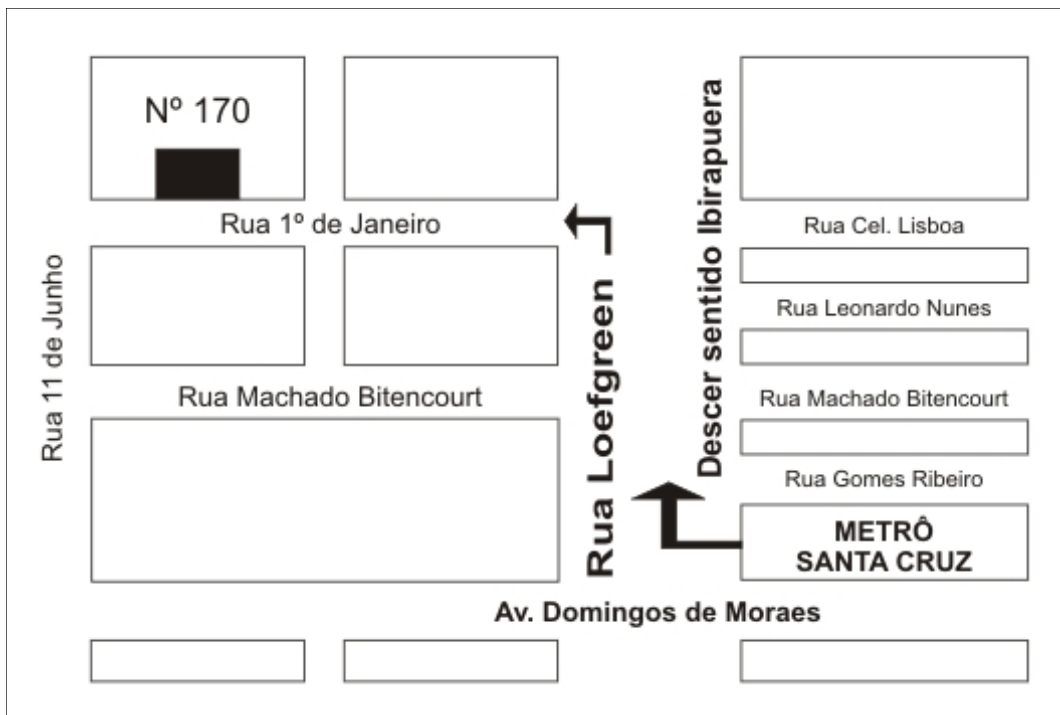 Nº 170
Rua 1º de Janeiro
Rua 11 de Junho
Rua Machado Bitencourt
Rua Loefgreen
Descer sentido Ibirapuera
Rua Cel. Lisboa
Rua Leonardo Nunes
Rua Machado Bitencourt
Rua Gomes Ribeiro
METRÔ
SANTA CRUZ
Av. Domingos de Moraes